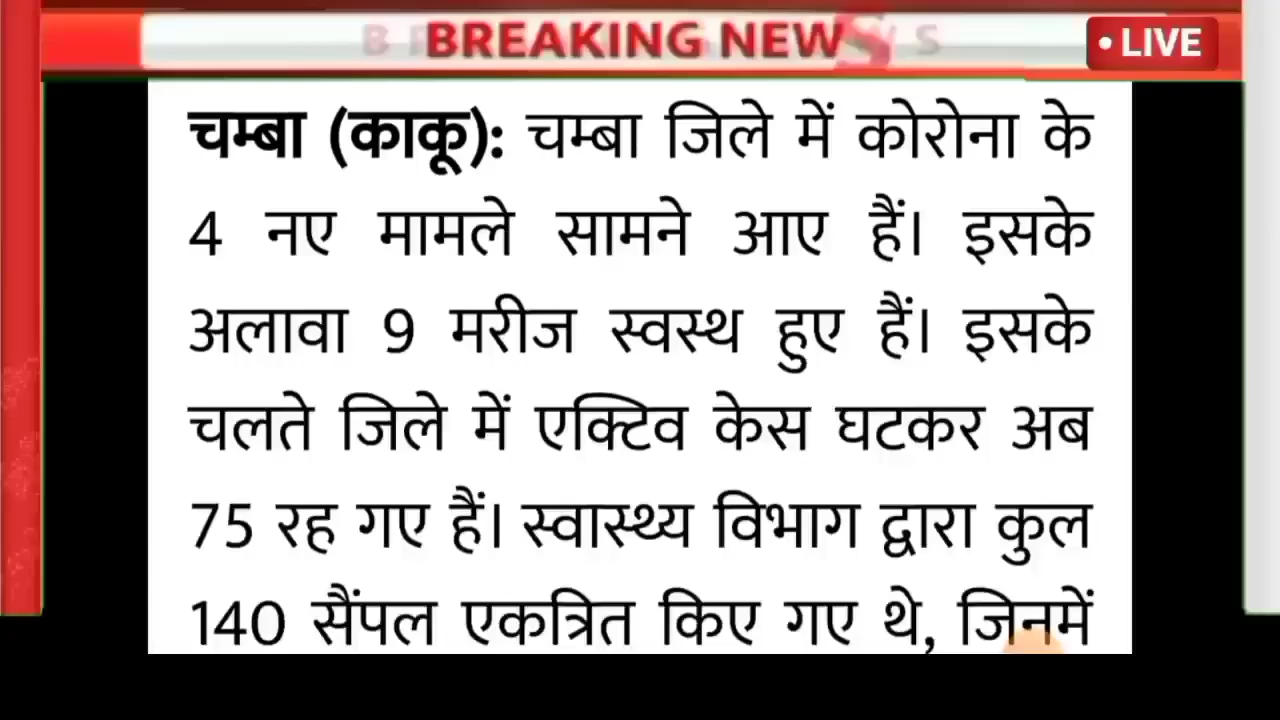 BREAKING NEWS
• LIVE
चम्बा (काकू): चम्बा जिले में कोरोना के
4 नए मामले सामने आए हैं। इसके
अलावा 9 मरीज स्वस्थ हुए हैं। इसके
चलते जिले में एक्टिव केस घटकर अब
75 रह गए हैं। स्वास्थ्य विभाग द्वारा कुल
140 सैंपल एकत्रित किए गए थे, जिनमें